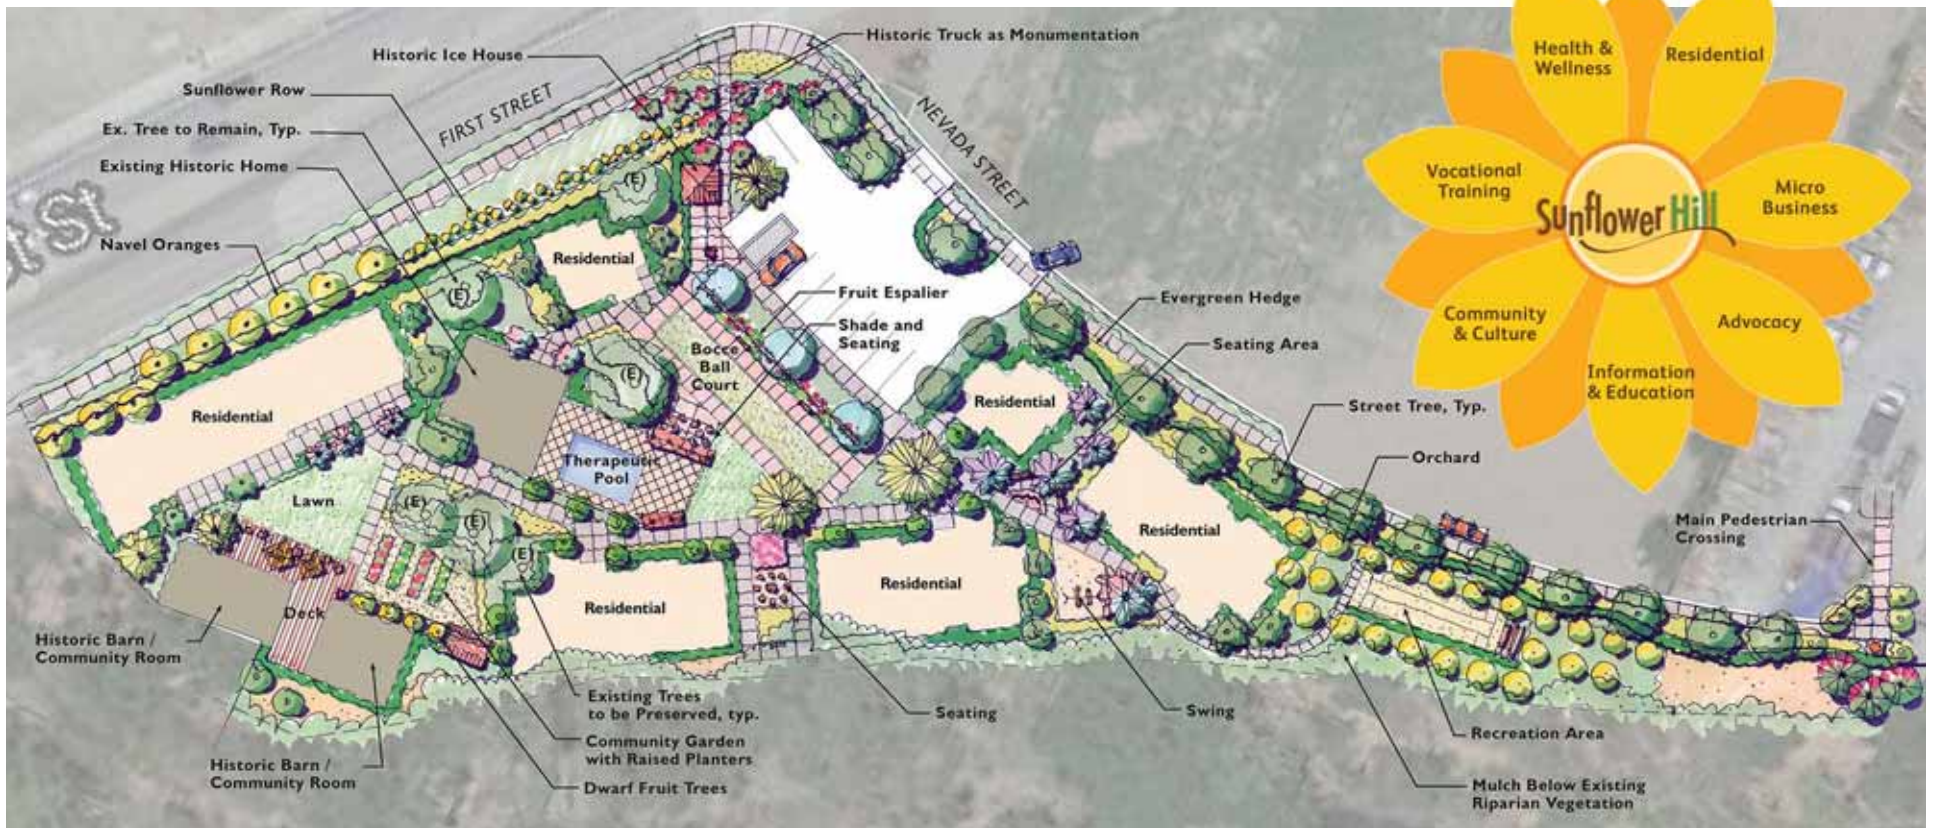 Historic Ice House
Historic Truck as Monumentation
Sunflower Row
FIRST STREET
Ex. Tree to Remain, Typ.
NEVADA STREET
Existing Historic Home
(E)
Navel Oranges
Residential
(E)
Fruit Espalier
Evergreen Hedge
Shade and
Seating
Seating Area
Bocce
Ball
Court
(E)
Residential
Residential
Street Tree, Typ.
Orchard
Therapeutic
Pool
Lawn
(E)
(E)
(E)
Residential
Main Pedestrian
Crossing
Deck
Residential
Residential
Historic Barn /
Community Room
Existing Trees
to be Preserved, typ.
Seating
Swing
Recreation Area
Community Garden
with Raised Planters
Historic Barn /
Community Room
Dwarf Fruit Trees
Mulch Below Existing
Riparian Vegetation
Health &
Wellness
Residential
Vocational
Training
Micro
Business
Sunflower Hill
Community
& Culture
Advocacy
Information
& Education